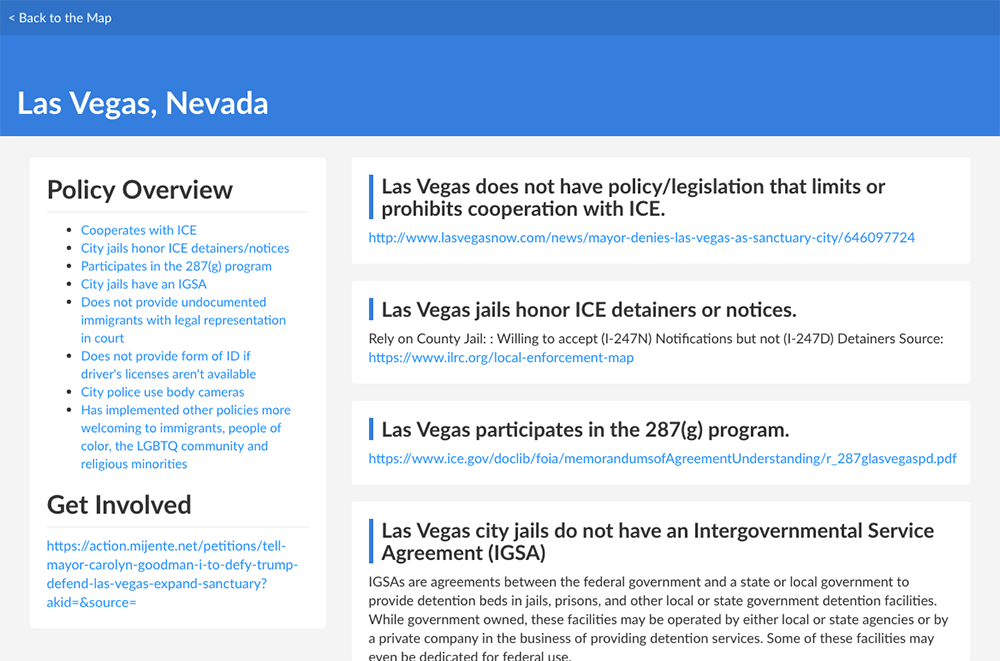 < Back to the Map
Las Vegas, Nevada
Policy Overview
Cooperates with ICE
City jails honor ICE detainers/notices
Participates in the 287(g) program
City jails have an IGSA
Does not provide undocumented
immigrants with legal representation
in court
Does not provide form of ID if
driver's licenses aren't available
City police use body cameras
Has implemented other policies more
welcoming to immigrants, people of
color, the LGBTQ community and
religious minorities
Get Involved
https://action.mijente.net/petitions/tell-
mayor-carolyn-goodman-i-to-defy-trump-
defend-las-vegas-expand-sanctuary?
akid=&source=
Las Vegas does not have policy/legislation that limits or
prohibits cooperation with ICE.
http://www.lasvegasnow.com/news/mayor-denies-las-vegas-as-sanctuary-city/646097724
Las Vegas jails honor ICE detainers or notices.
Rely on County Jail: : Willing to accept (I-247N) Notifications but not (I-247D) Detainers Source:
https://www.ilrc.org/local-enforcement-map
Las Vegas participates in the 287(g) program.
https://www.ice.gov/doclib/foia/memorandumsofAgreementUnderstanding/r_287glasvegaspd.pdf
Las Vegas city jails do not have an Intergovernmental Service
Agreement (IGSA)
IGSAs are agreements between the federal government and a state or local government to
provide detention beds in jails, prisons, and other local or state government detention facilities.
While government owned, these facilities may be operated by either local or state agencies or by
a private company in the business of providing detention services. Some of these facilities may
even be dedicated for federal use.